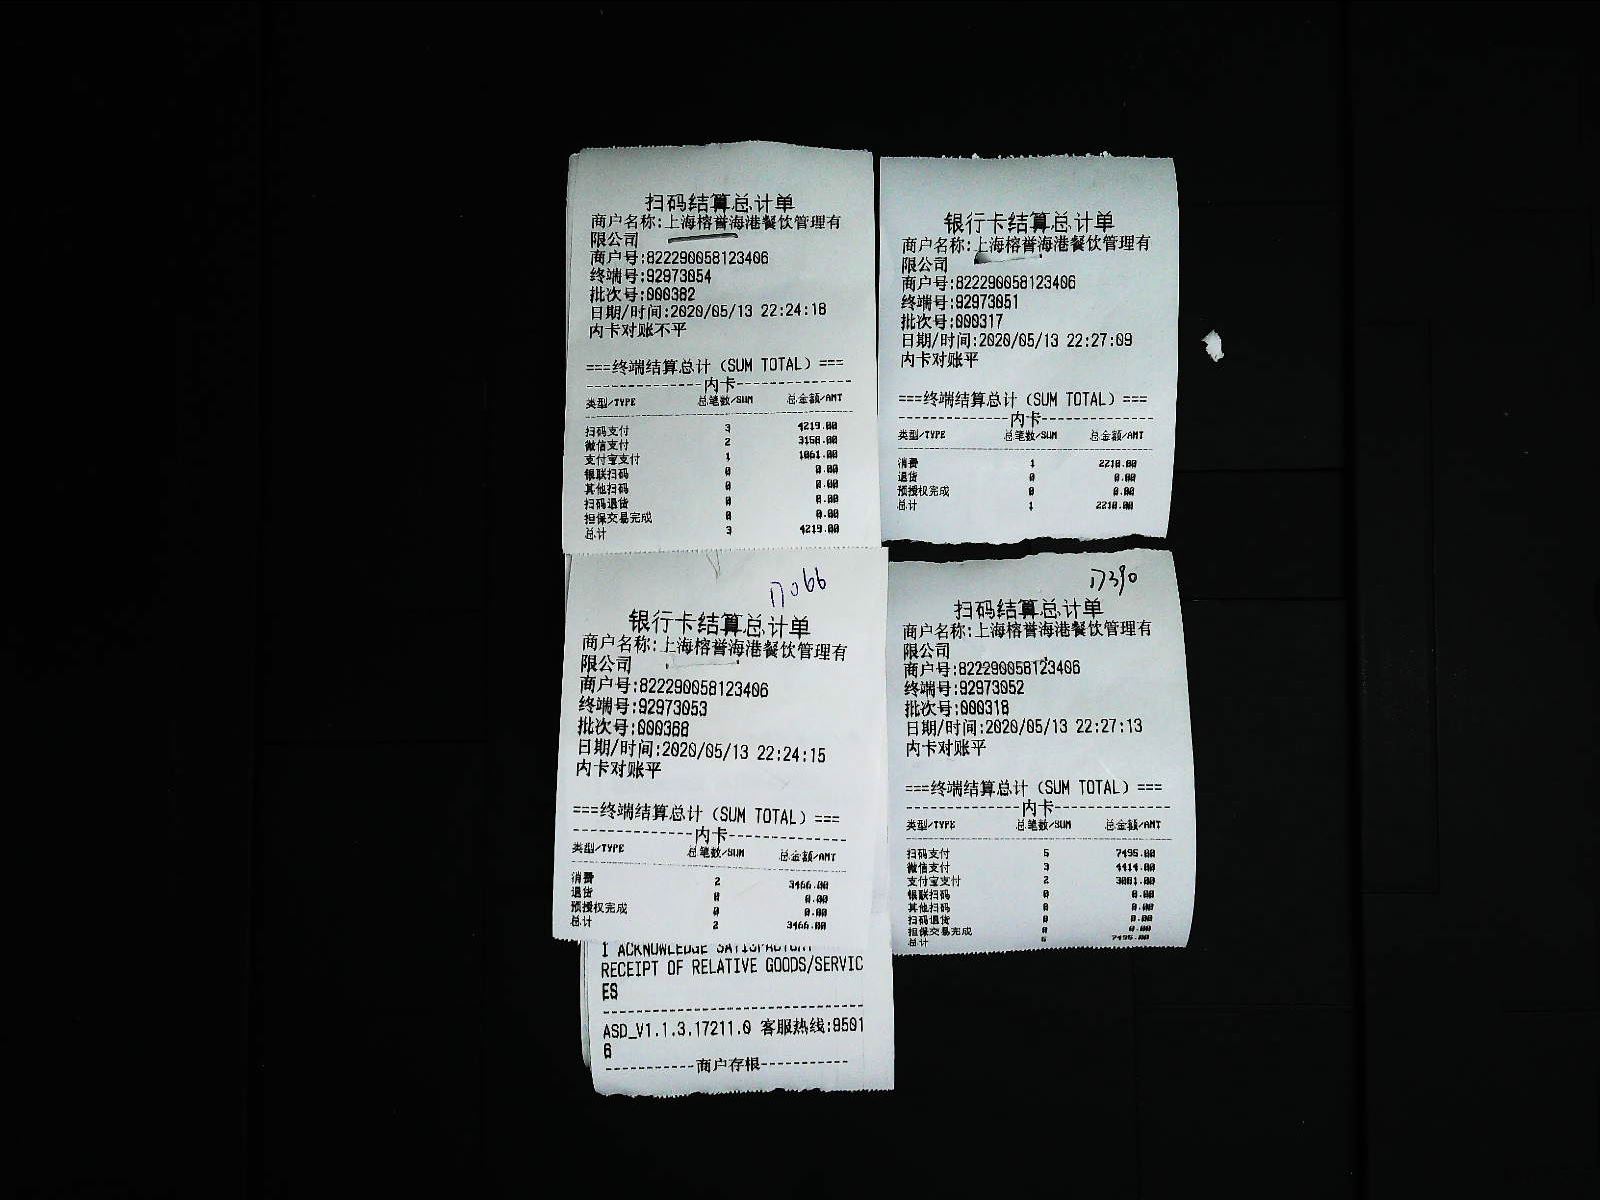 扫码结算总计单
商户名称:上海榕誉海港餐饮管理有
限公司
商户号:822290058123406
终端号:92973054
批次号:000382
日期/时间:2020/05/13 22:24:18
内卡对账不平
===终端结算总计(SUM TOTAL)===
--------------内卡--------------
类型/TYPE 总笔数/SUM 总金额/AMT
扫码支付 3 4219.00
微信支付 2 3158.00
支付宝支付 1 1061.00
银联扫码 0 0.00
其他扫码 0 0.00
扫码退货 0 0.00
担保交易完成 0 0.00
总计 3 4219.00
银行卡结算总计单
商户名称:上海榕誉海港餐饮管理有
限公司
商户号:822290058123406
终端号:92973051
批次号:000317
日期/时间:2020/05/13 22:27:09
内卡对账平
===终端结算总计(SUM TOTAL)===
--------------内卡--------------
类型/TYPE 总笔数/SUM 总金额/AMT
消费 1 2210.00
退货 0 0.00
预授权完成 0 0.00
总计 1 2210.00
17066
银行卡结算总计单
商户名称:上海榕誉海港餐饮管理有
限公司
商户号:822290058123406
终端号:92973053
批次号:000368
日期/时间:2020/05/13 22:24:15
内卡对账平
===终端结算总计(SUM TOTAL)===
--------------内卡--------------
类型/TYPE 总笔数/SUM 总金额/AMT
消费 2 3466.00
退货 0 0.00
预授权完成 0 0.00
总计 2 3466.00
I ACKNOWLEDGE SATISFACTORY
RECEIPT OF RELATIVE GOODS/SERVIC
ES
ASD_V1.1.3.17211.0 客服热线:9501
6
-----------商户存根-----------
17390
扫码结算总计单
商户名称:上海榕誉海港餐饮管理有
限公司
商户号:822290058123406
终端号:92973052
批次号:000318
日期/时间:2020/05/13 22:27:13
内卡对账平
===终端结算总计(SUM TOTAL)===
--------------内卡--------------
类型/TYPE 总笔数/SUM 总金额/AMT
扫码支付 5 7495.00
微信支付 3 4414.00
支付宝支付 2 3081.00
银联扫码 0 0.00
其他扫码 0 0.00
扫码退货 0 0.00
担保交易完成 0 0.00
总计 5 7495.00